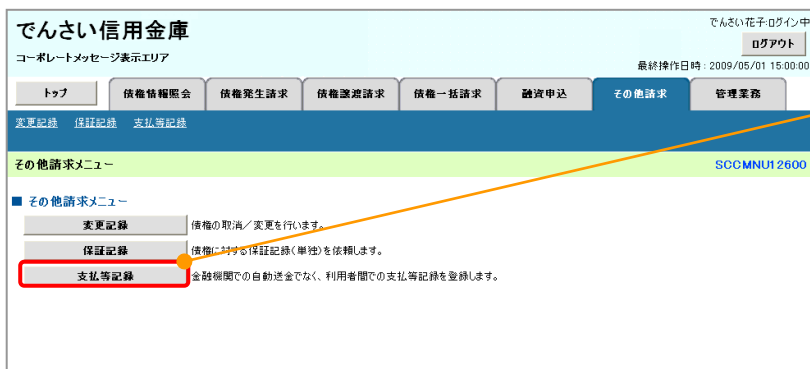 でんさい信用金庫
でんさい花子:ログイン中
ログアウト
コーポレートメッセージ表示エリア
最終操作日時:2009/05/01 15:00:00
トップ 債権情報照会 債権発生請求 債権譲渡請求 債権一括請求 融資申込 その他請求 管理業務
変更記録 保証記録 支払等記録
その他請求メニュー SCCMNU12600
■ その他請求メニュー
変更記録 債権の取消/変更を行います。
保証記録 債権に対する保証記録(単独)を依頼します。
支払等記録 金融機関での自動送金でなく、利用者間での支払等記録を登録します。